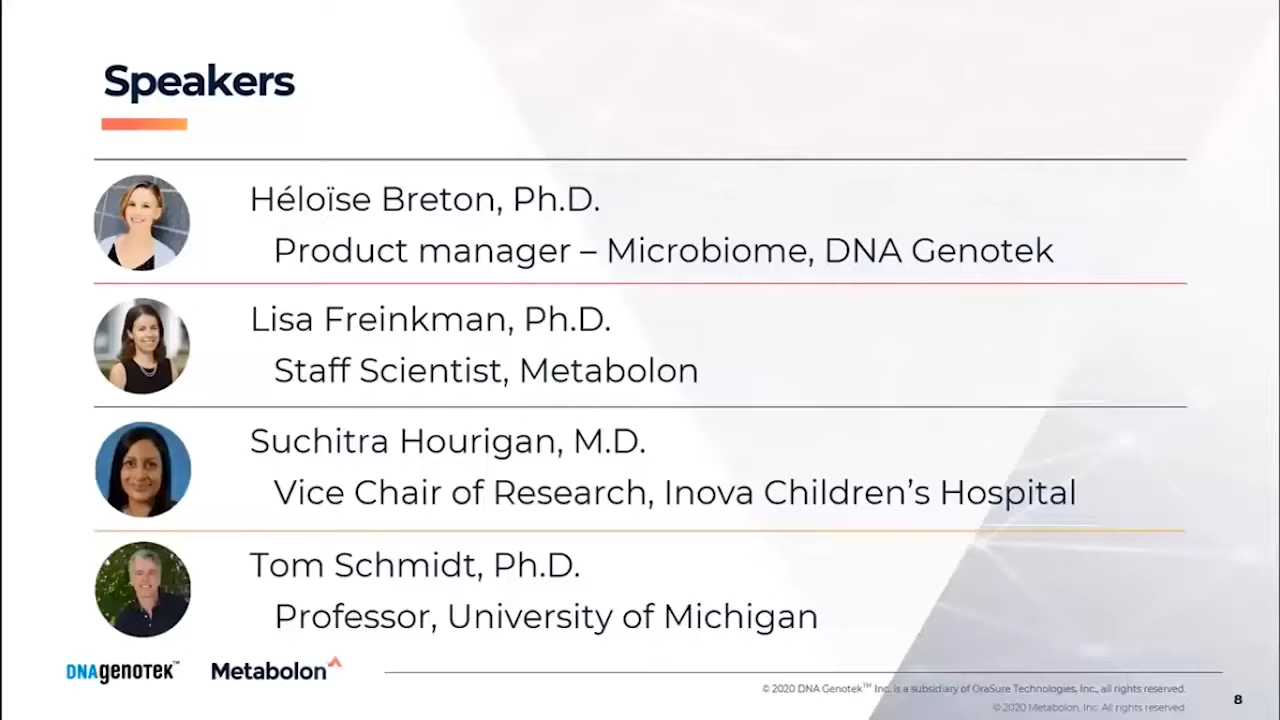 Speakers
Héloïse Breton, Ph.D.
Product manager – Microbiome, DNA Genotek
Lisa Freinkman, Ph.D.
Staff Scientist, Metabolon
Suchitra Hourigan, M.D.
Vice Chair of Research, Inova Children’s Hospital
Tom Schmidt, Ph.D.
Professor, University of Michigan
DNAgenotek™ Metabolon
© 2020 DNA Genotek™ Inc. is a subsidiary of OraSure Technologies, Inc., all rights reserved.
© 2020 Metabolon, Inc. All rights reserved
8